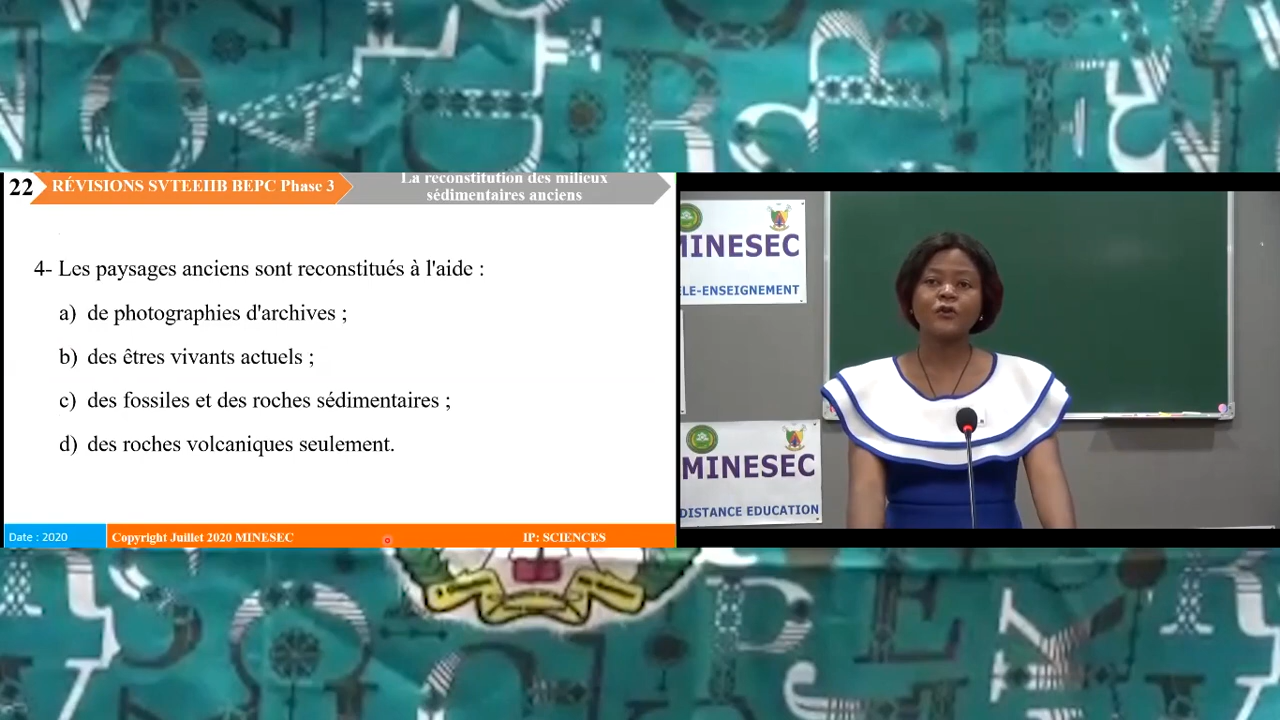 22
RÉVISIONS SVTEEHB BEPC Phase 3
La reconstitution des milieux
sédimentaires anciens
4- Les paysages anciens sont reconstitués à l'aide :
a) de photographies d'archives ;
b) des êtres vivants actuels ;
c) des fossiles et des roches sédimentaires ;
d) des roches volcaniques seulement.
Date : 2020
Copyright Juillet 2020 MINESEC
IP: SCIENCES
MINESEC
LE-ENSEIGNEMENT
MINESEC
DISTANCE EDUCATION